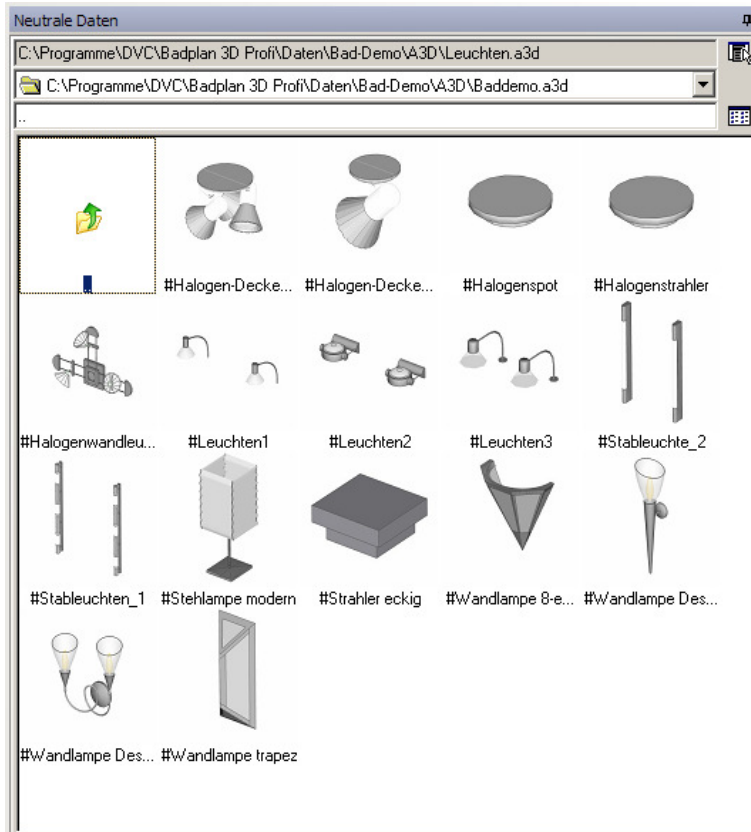 Neutrale Daten
C:\Programme\DVC\Badplan 3D Profi\Daten\Bad-Demo\A3D\Leuchten.a3d
C:\Programme\DVC\Badplan 3D Profi\Daten\Bad-Demo\A3D\Baddemo.a3d
..
..
#Halogen-Decke...
#Halogen-Decke...
#Halogenspot
#Halogenstrahler
#Halogenwandleu...
#Leuchten1
#Leuchten2
#Leuchten3
#Stableuchte_2
#Stableuchten_1
#Stehlampe modern
#Strahler eckig
#Wandlampe 8-e...
#Wandlampe Des...
#Wandlampe Des...
#Wandlampe trapez